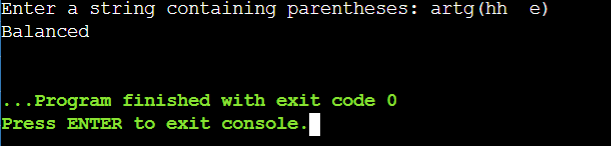 Enter a string containing parentheses: artg(hh  e)
Balanced
...Program finished with exit code 0
Press ENTER to exit console.